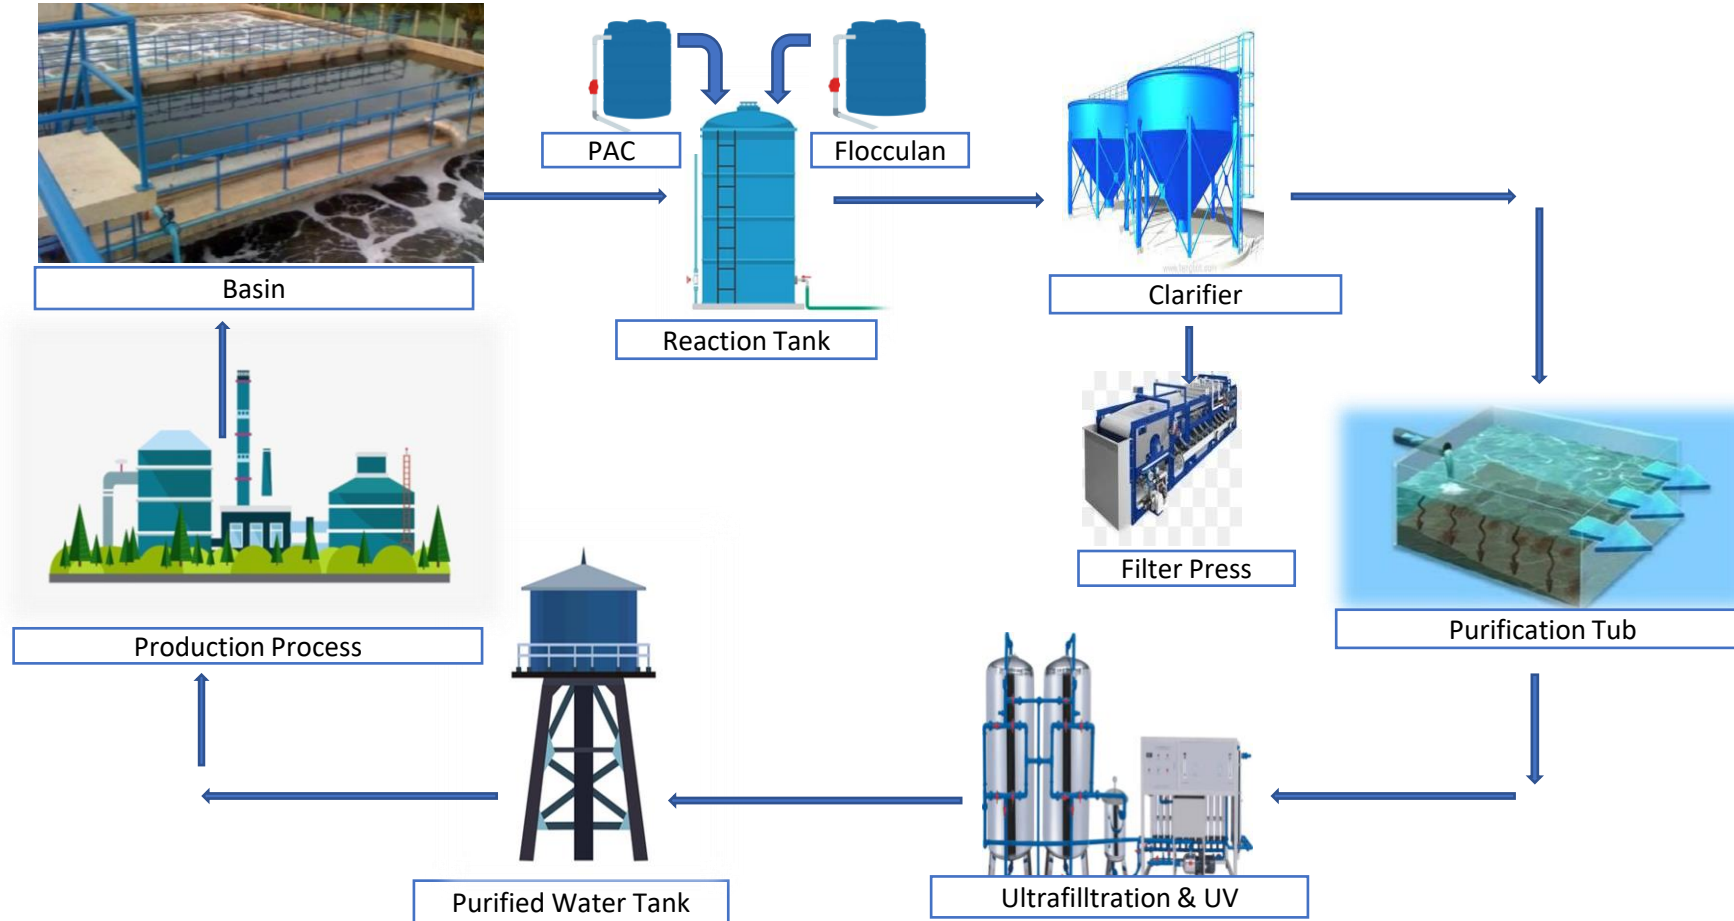 PAC
Flocculan
Basin
Reaction Tank
Clarifier
Filter Press
Production Process
Purification Tub
Purified Water Tank
Ultrafilltration & UV